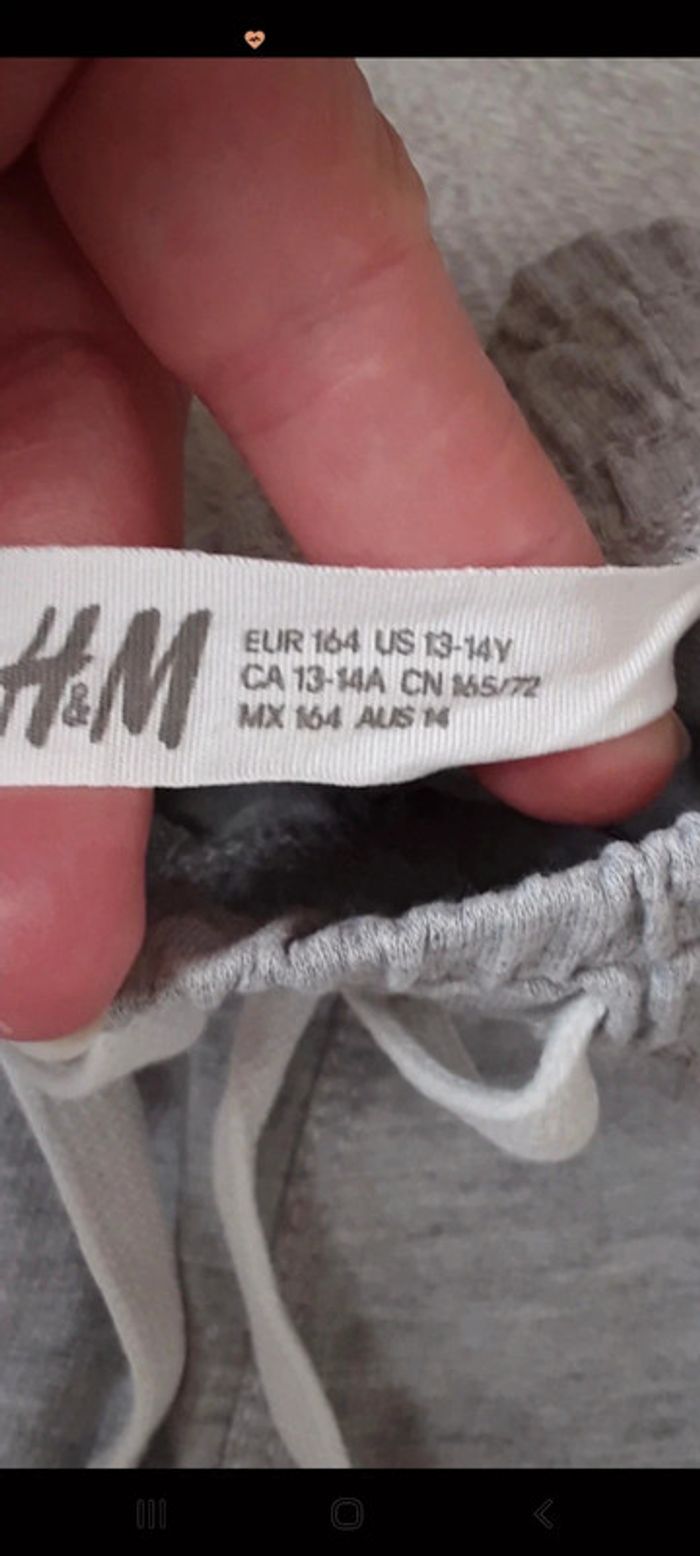 H&M
EUR 164 US 13-14Y
CA 13-14A CN 165/72
MX 164 AUS 14